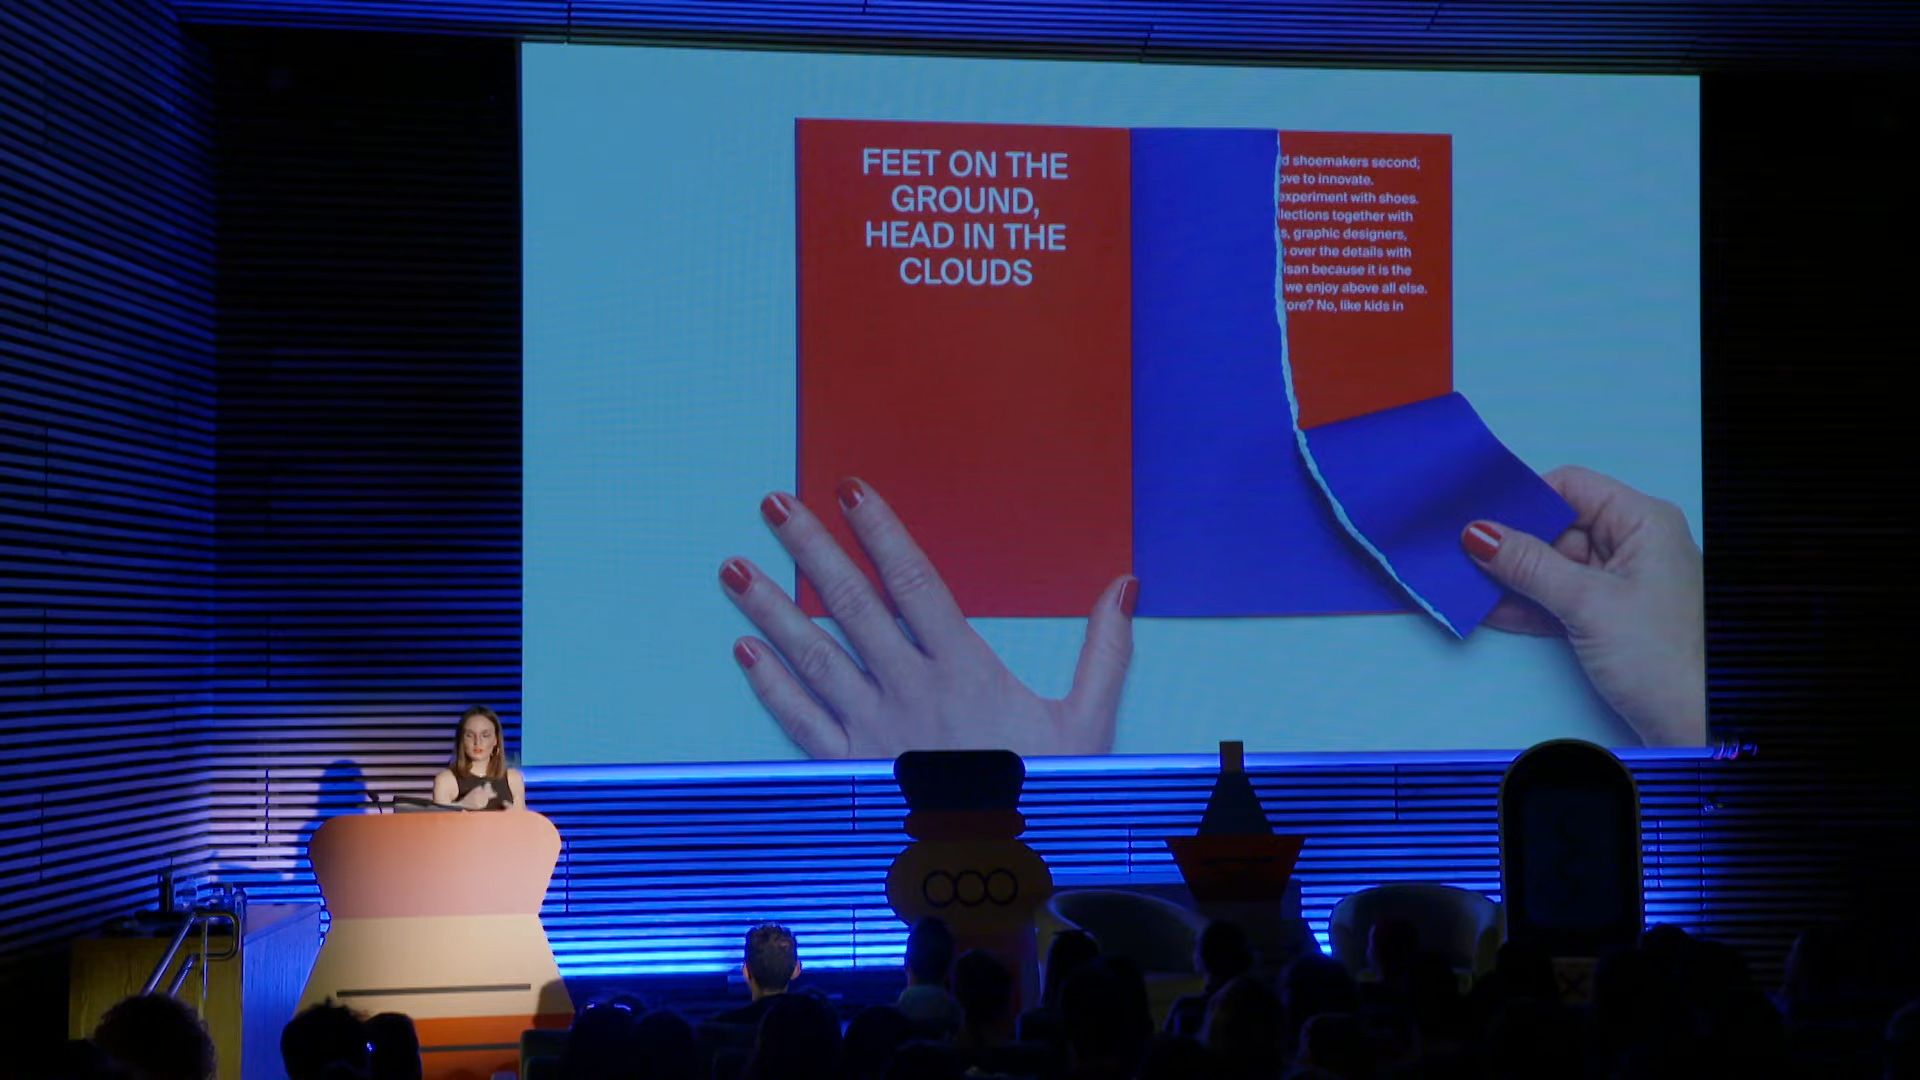 FEET ON THE
GROUND,
HEAD IN THE
CLOUDS
d shoemakers second;
ove to innovate.
experiment with shoes.
llections together with
s, graphic designers,
over the details with
isan because it is the
we enjoy above all else.
ore? No, like kids in